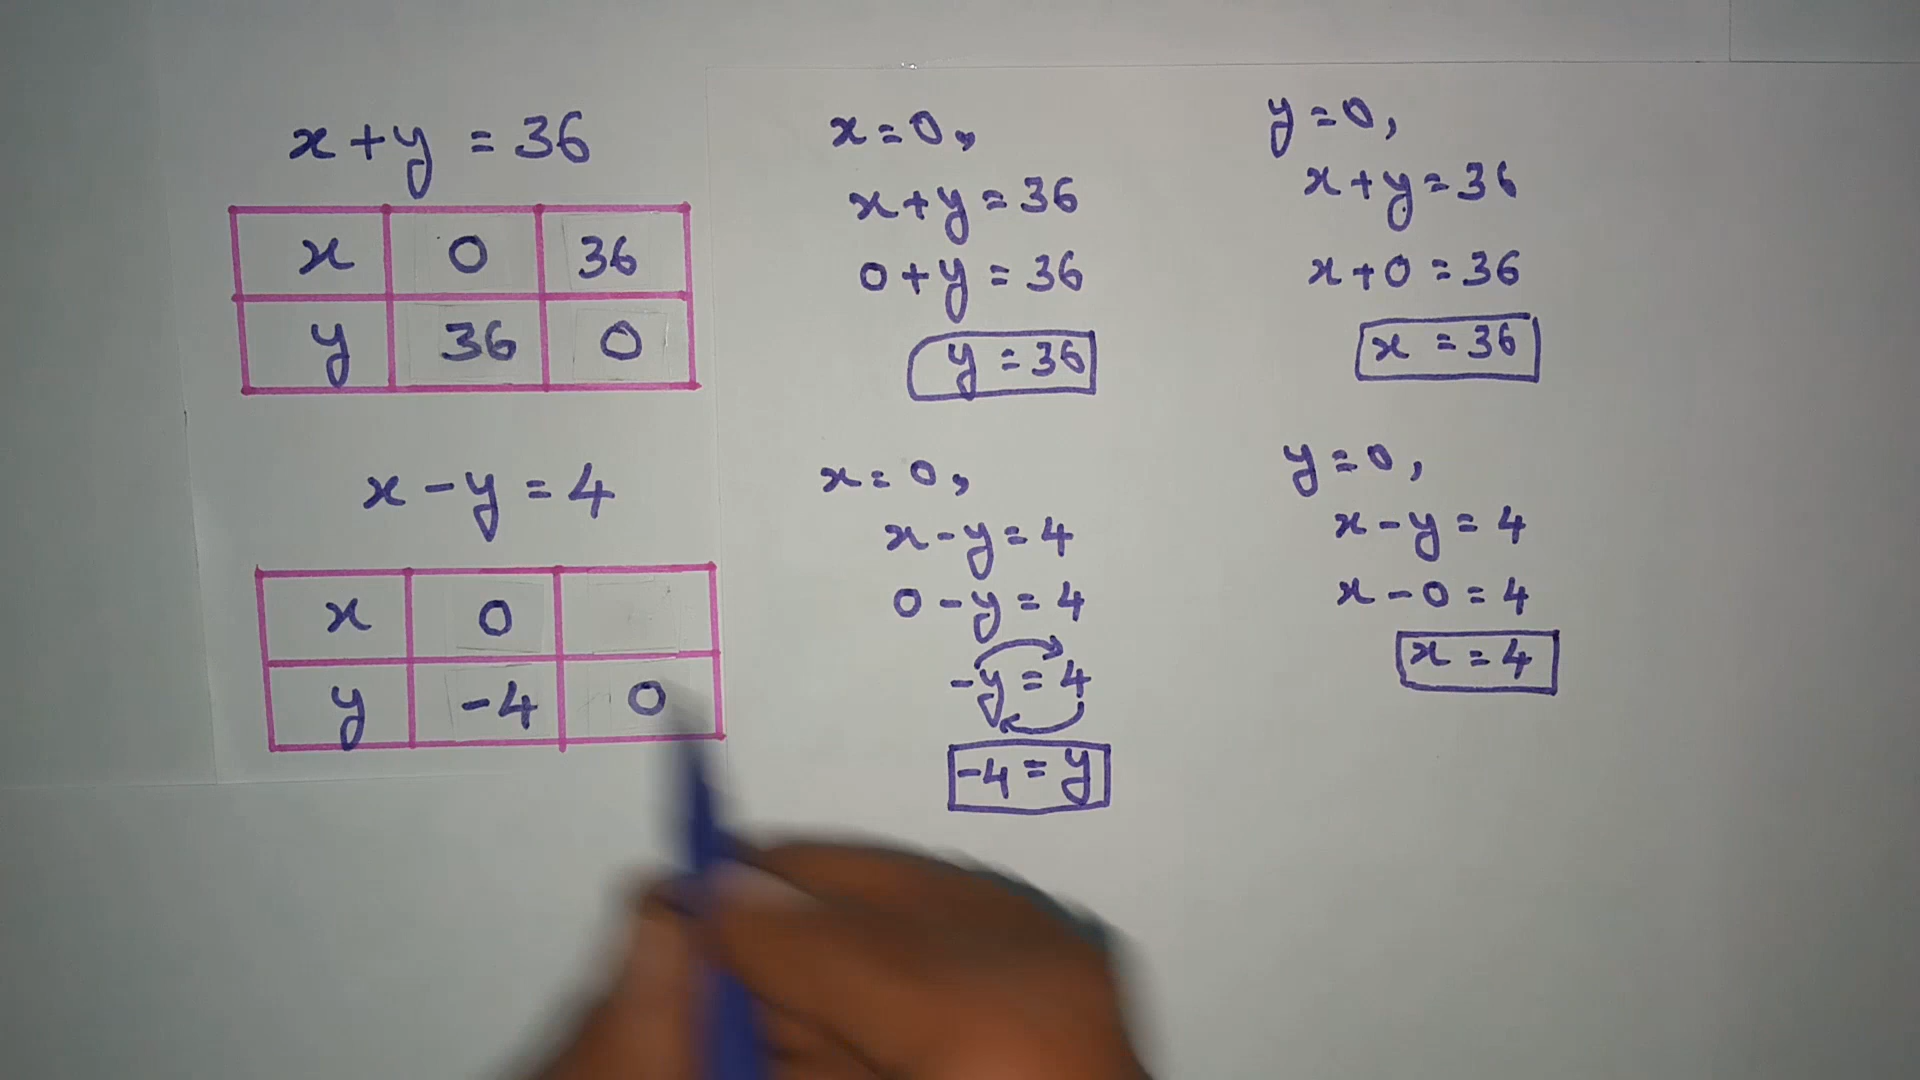 x+y = 36
x 0 36
y 36 0
x-y=4
x 0
y -4 0
x=0,
x+y=36
0+y=36
y=36
y=0,
x+y=36
x+0=36
x=36
x=0,
x-y=4
0-y=4
-y=4
-4=y
y=0,
x-y=4
x-0=4
x=4